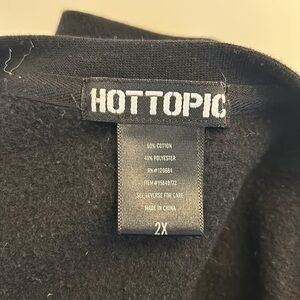 HOTTOPIC
60% COTTON
40% POLYESTER
RN#120684
SEE REVERSE FOR CARE
MADE IN CHINA
2X